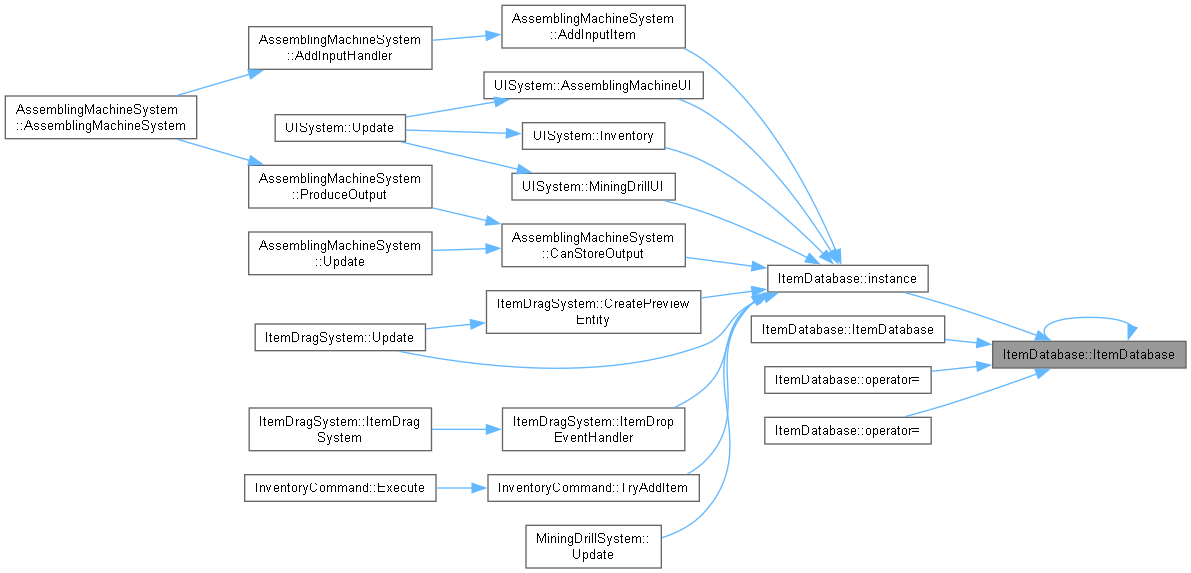 AssemblingMachineSystem
::AddInputItem
AssemblingMachineSystem
::AddInputHandler
UISystem::AssemblingMachineUI
AssemblingMachineSystem
::AssemblingMachineSystem
UISystem::Update
UISystem::Inventory
AssemblingMachineSystem
::ProduceOutput
UISystem::MiningDrillUI
AssemblingMachineSystem
::Update
AssemblingMachineSystem
::CanStoreOutput
ItemDatabase::instance
ItemDragSystem::CreatePreview
Entity
ItemDragSystem::Update
ItemDatabase::ItemDatabase
ItemDatabase::ItemDatabase
ItemDatabase::operator=
ItemDragSystem::ItemDrag
System
ItemDragSystem::ItemDrop
EventHandler
ItemDatabase::operator=
InventoryCommand::Execute
InventoryCommand::TryAddItem
MiningDrillSystem::
Update